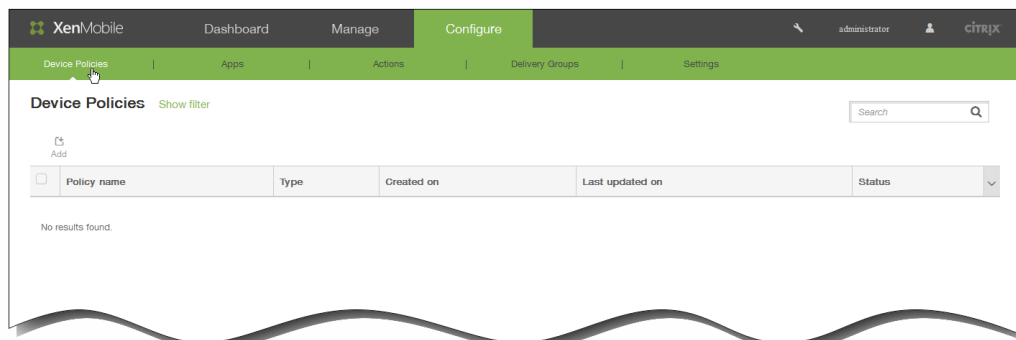 XenMobile Dashboard Manage Configure administrator CITRIX
Device Policies | Apps | Actions | Delivery Groups | Settings
Device Policies Show filter
Search
Add
Policy name Type Created on Last updated on Status
No results found.